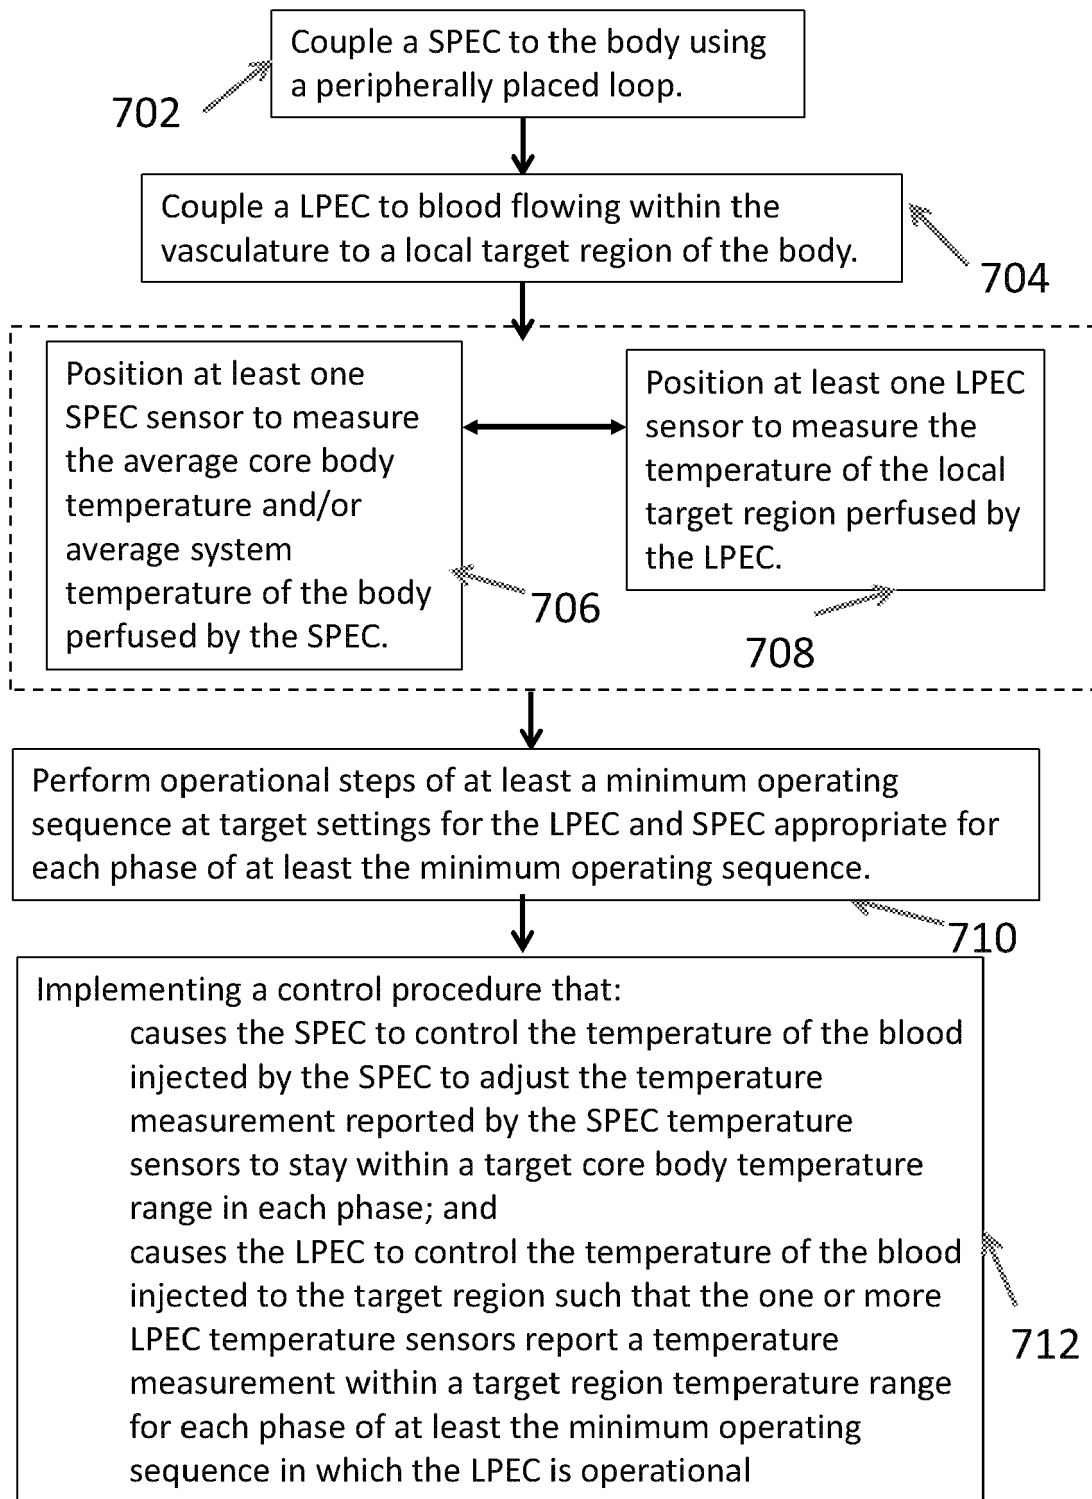 Couple a SPEC to the body using
a peripherally placed loop.
702
Couple a LPEC to blood flowing within the
vasculature to a local target region of the body.
704
Position at least one
SPEC sensor to measure
the average core body
temperature and/or
average system
temperature of the body
perfused by the SPEC.
706
Position at least one LPEC
sensor to measure the
temperature of the local
target region perfused by
the LPEC.
708
Perform operational steps of at least a minimum operating
sequence at target settings for the LPEC and SPEC appropriate for
each phase of at least the minimum operating sequence.
710
Implementing a control procedure that:
causes the SPEC to control the temperature of the blood
injected by the SPEC to adjust the temperature
measurement reported by the SPEC temperature
sensors to stay within a target core body temperature
range in each phase; and
causes the LPEC to control the temperature of the blood
injected to the target region such that the one or more
LPEC temperature sensors report a temperature
measurement within a target region temperature range
for each phase of at least the minimum operating
sequence in which the LPEC is operational
712